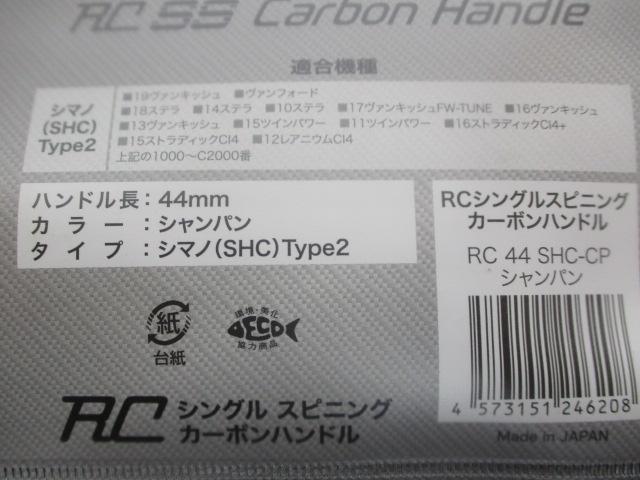 RC SS Carbon Handle
適合機種
シマノ
(SHC)
Type2
■19ヴァンキッシュ ■ヴァンフォード
■18ステラ ■14ステラ ■10ステラ ■17ヴァンキッシュFW-TUNE ■16ヴァンキッシュ
■13ヴァンキッシュ ■15ツインパワー ■11ツインパワー ■16ストラディックCI4+
■15ストラディックCI4 ■12レアニウムCI4
上記の1000〜C2000番
ハンドル長:44mm
カラー:シャンパン
タイプ:シマノ(SHC)Type2
RCシングルスピニング
カーボンハンドル
RC 44 SHC-CP
シャンパン
4 573151 246208
Made in JAPAN
紙
台紙
環境・美化
ECO
協力商品
RC シングル スピニング
カーボンハンドル